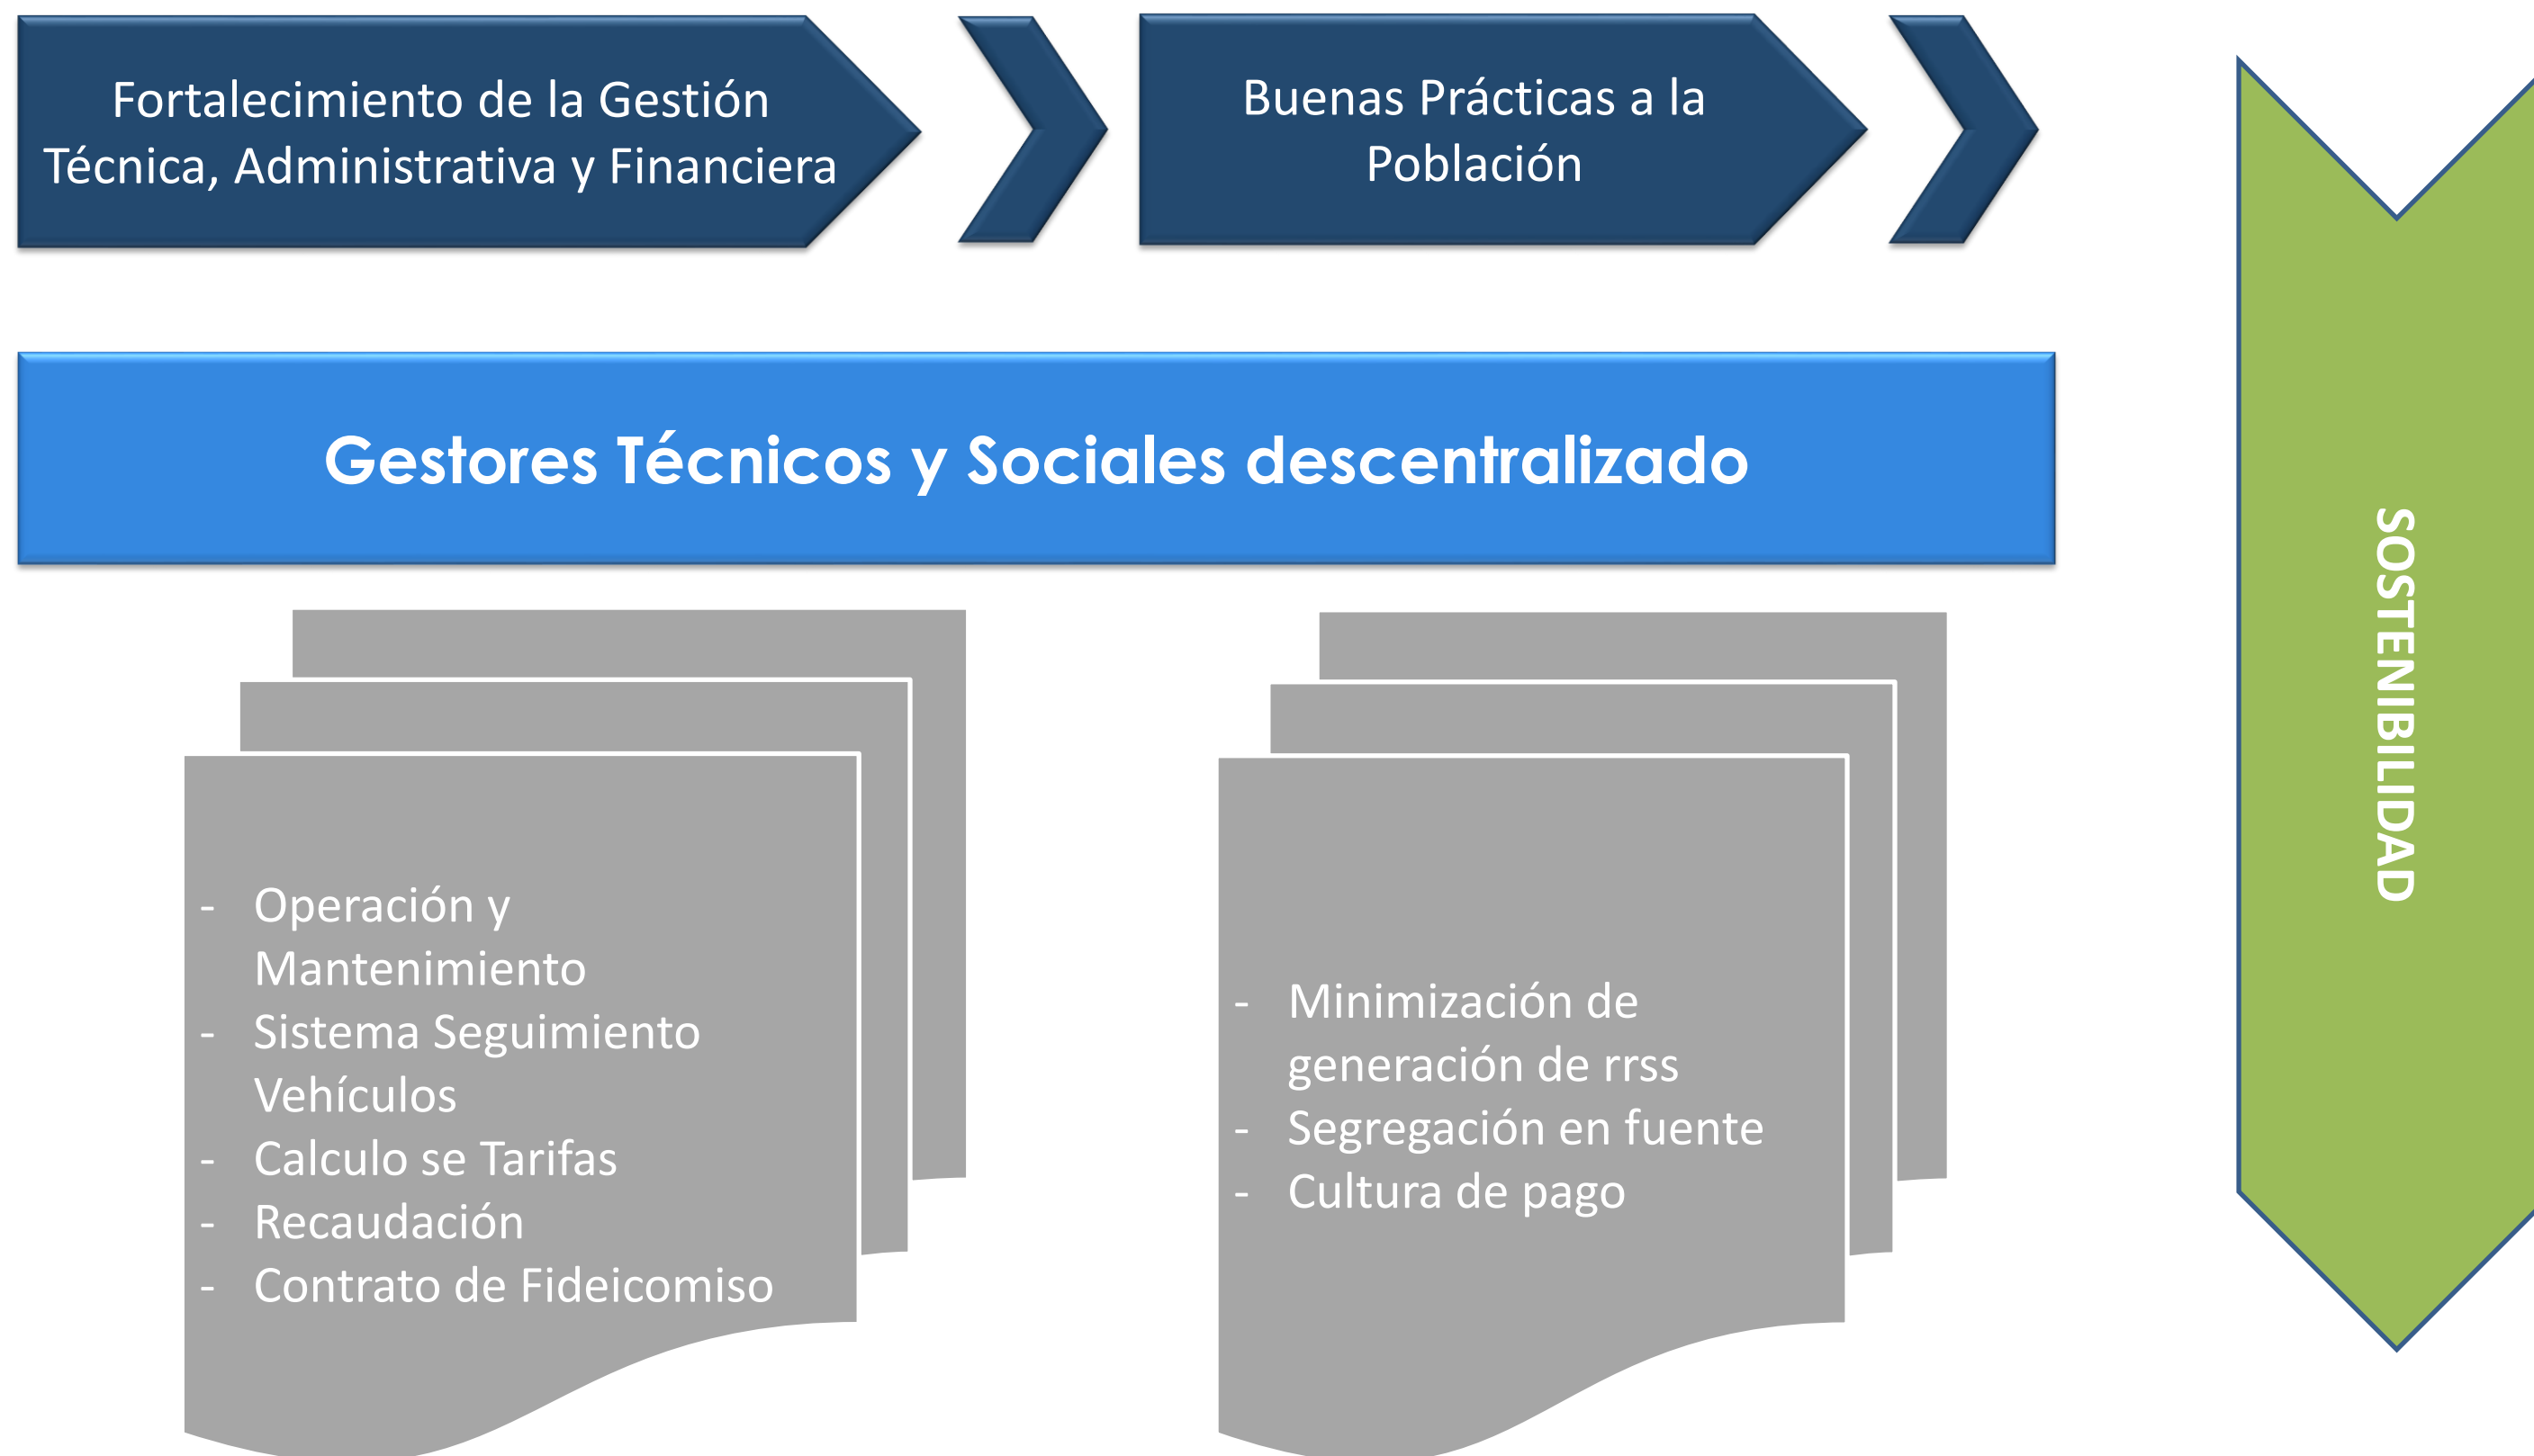 Fortalecimiento de la Gestión
Técnica, Administrativa y Financiera
Buenas Prácticas a la
Población
Gestores Técnicos y Sociales descentralizado
- Operación y
Mantenimiento
- Sistema Seguimiento
Vehículos
- Calculo se Tarifas
- Recaudación
- Contrato de Fideicomiso
- Minimización de
generación de rrss
- Segregación en fuente
- Cultura de pago
SOSTENIBILIDAD